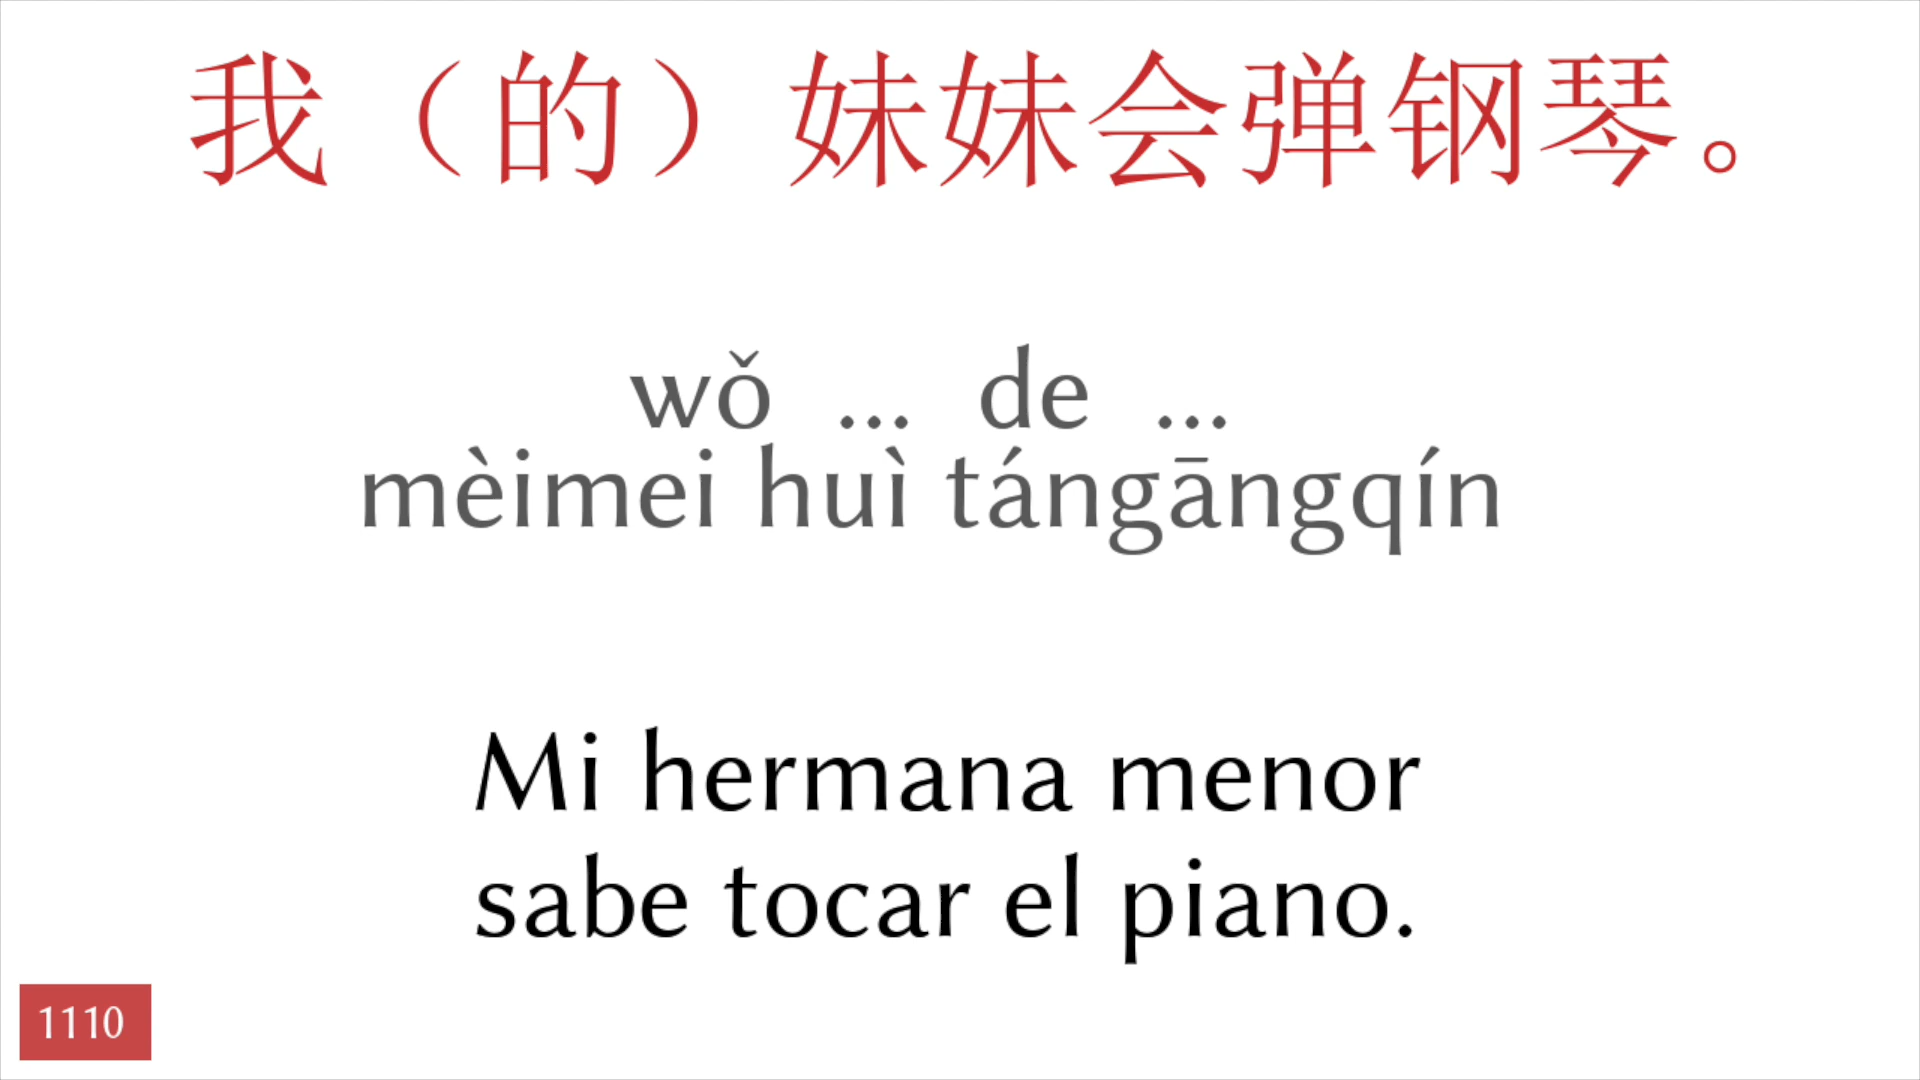 我（的）妹妹会弹钢琴。
wǒ ... de ...
mèimei huì tángāngqín
Mi hermana menor
sabe tocar el piano.
1110